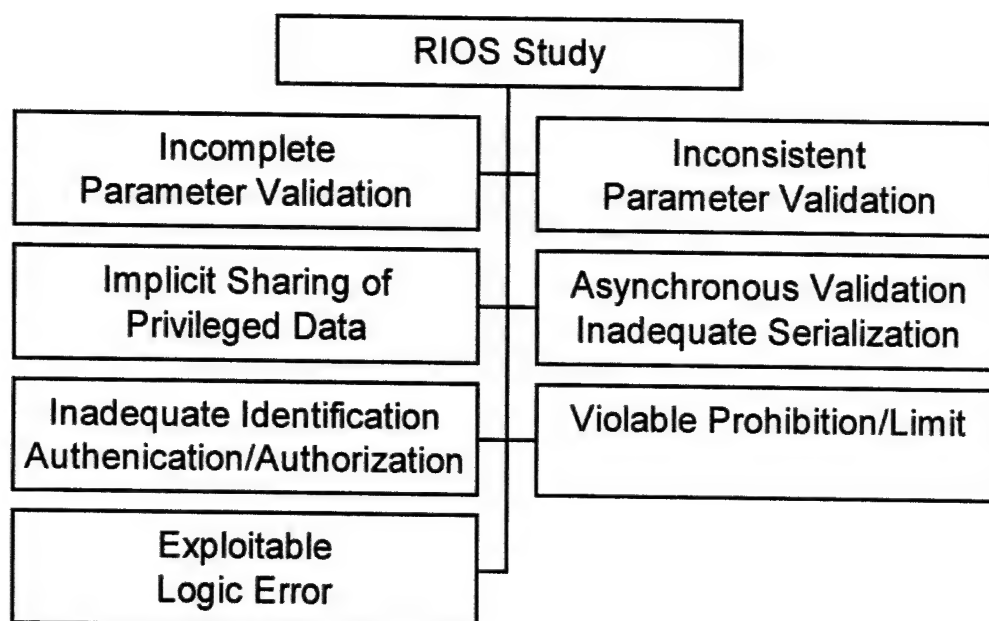 RIOS Study
Incomplete
Parameter Validation
Inconsistent
Parameter Validation
Implicit Sharing of
Privileged Data
Asynchronous Validation
Inadequate Serialization
Inadequate Identification
Authenication/Authorization
Violable Prohibition/Limit
Exploitable
Logic Error